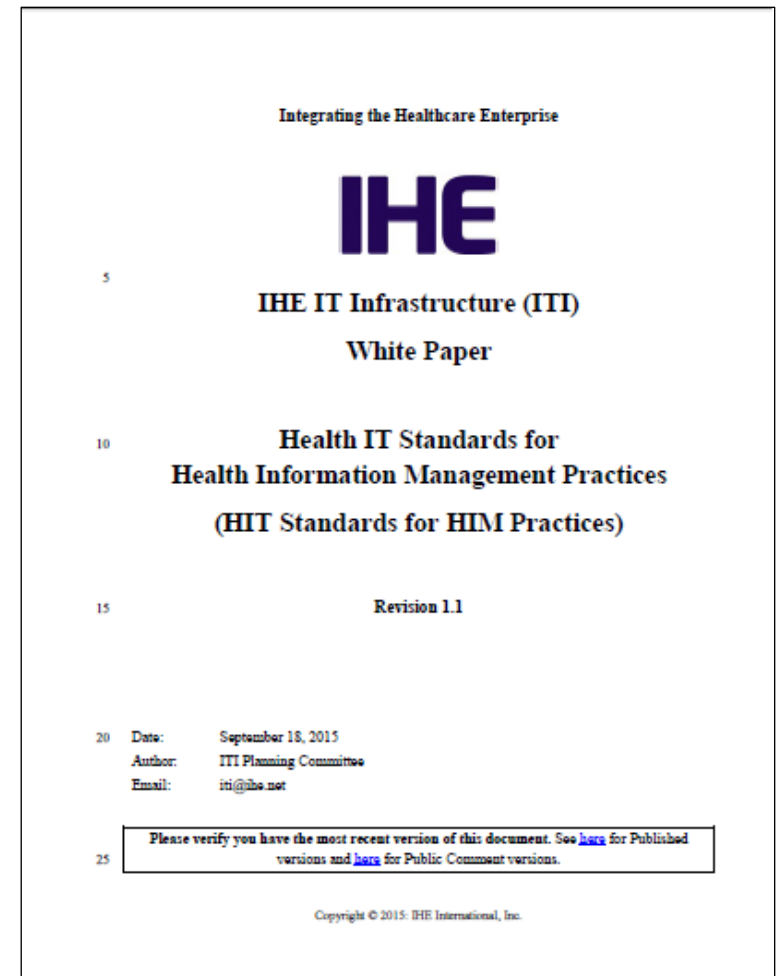 Integrating the Healthcare Enterprise
IHE
5
IHE IT Infrastructure (ITI)
White Paper
10 Health IT Standards for
Health Information Management Practices
(HIT Standards for HIM Practices)
15 Revision 1.1
20 Date: September 18, 2015
Author: ITI Planning Committee
Email: iti@ihe.net
Please verify you have the most recent version of this document. See here for Published
25 versions and here for Public Comment versions.
Copyright © 2015: IHE International, Inc.